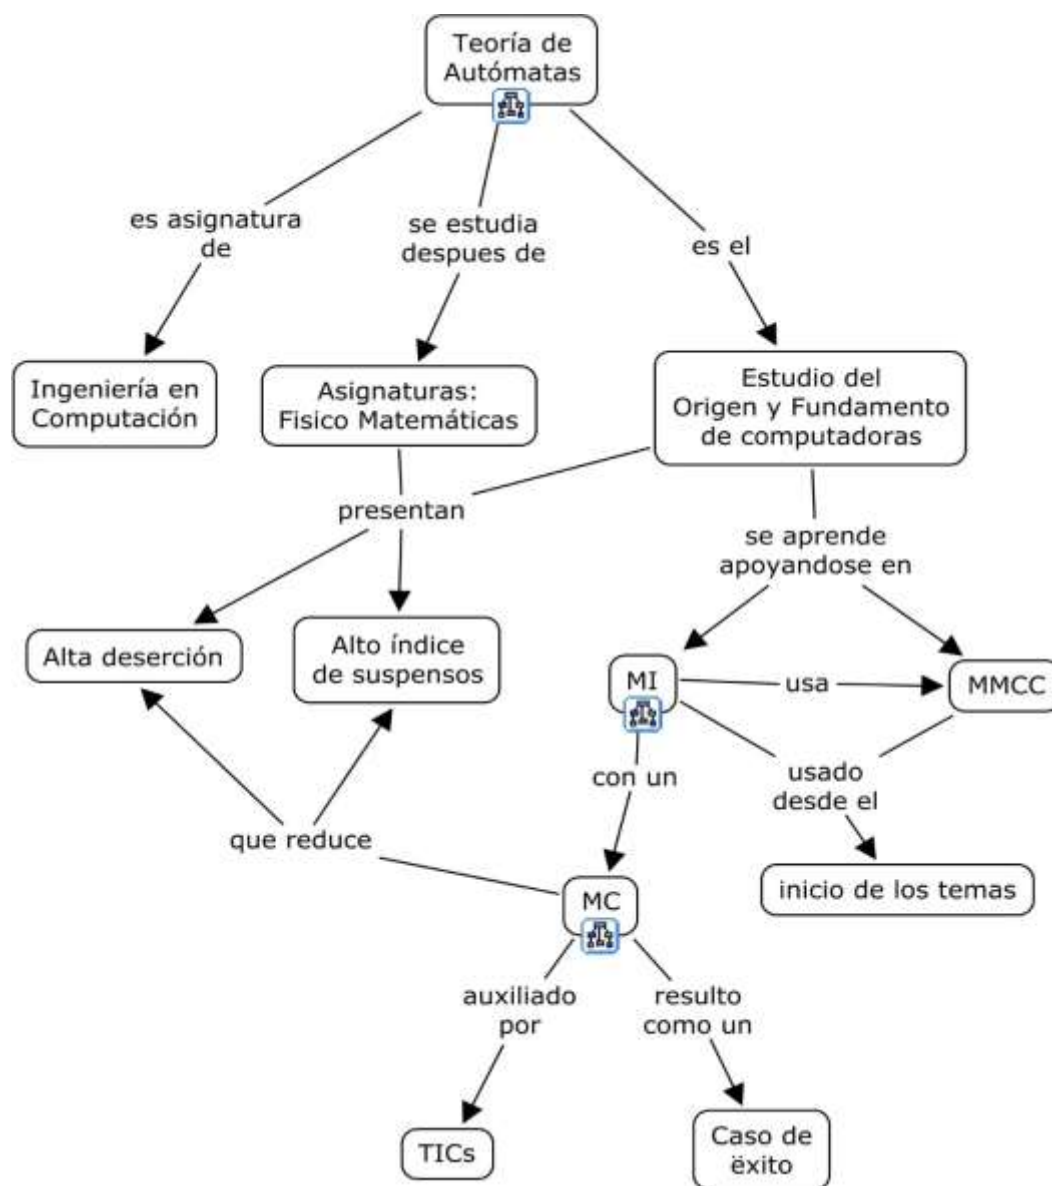 Teoría de
Autómatas
es asignatura
de
se estudia
despues de
es el
Ingeniería en
Computación
Asignaturas:
Fisico Matemáticas
Estudio del
Origen y Fundamento
de computadoras
presentan
se aprende
apoyandose en
Alta deserción
Alto índice
de suspensos
MI
usa
MMCC
con un
usado
desde el
que reduce
MC
inicio de los temas
auxiliado
por
resulto
como un
TICs
Caso de
ëxito